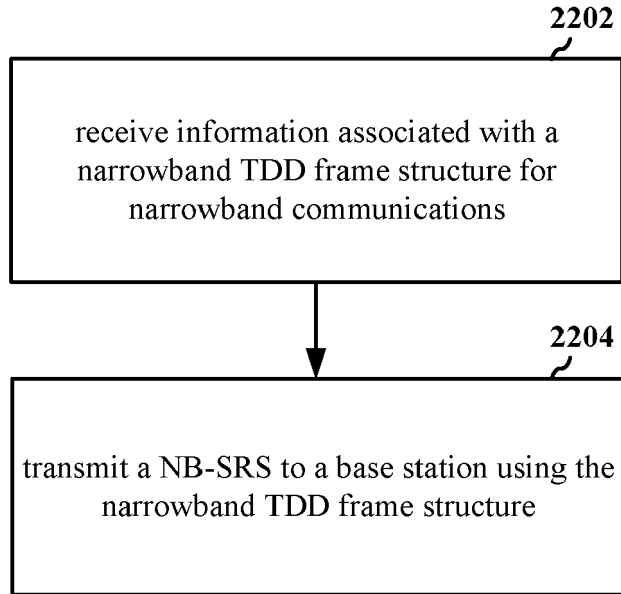 2202
receive information associated with a
narrowband TDD frame structure for
narrowband communications
2204
transmit a NB-SRS to a base station using the
narrowband TDD frame structure